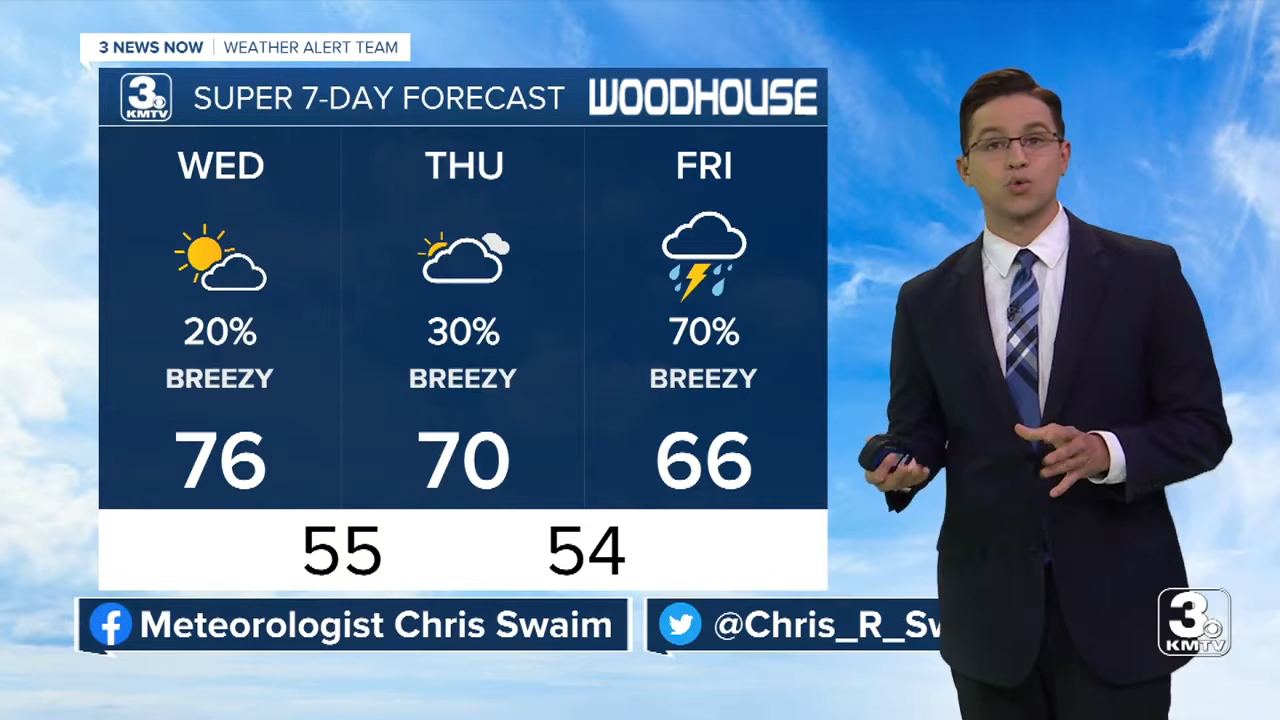 3 NEWS NOW | WEATHER ALERT TEAM
3 KMTV SUPER 7-DAY FORECAST WOODHOUSE
WED THU FRI
20% 30% 70%
BREEZY BREEZY BREEZY
76 70 66
55 54
Meteorologist Chris Swaim @Chris_R_Sw
3 KMTV